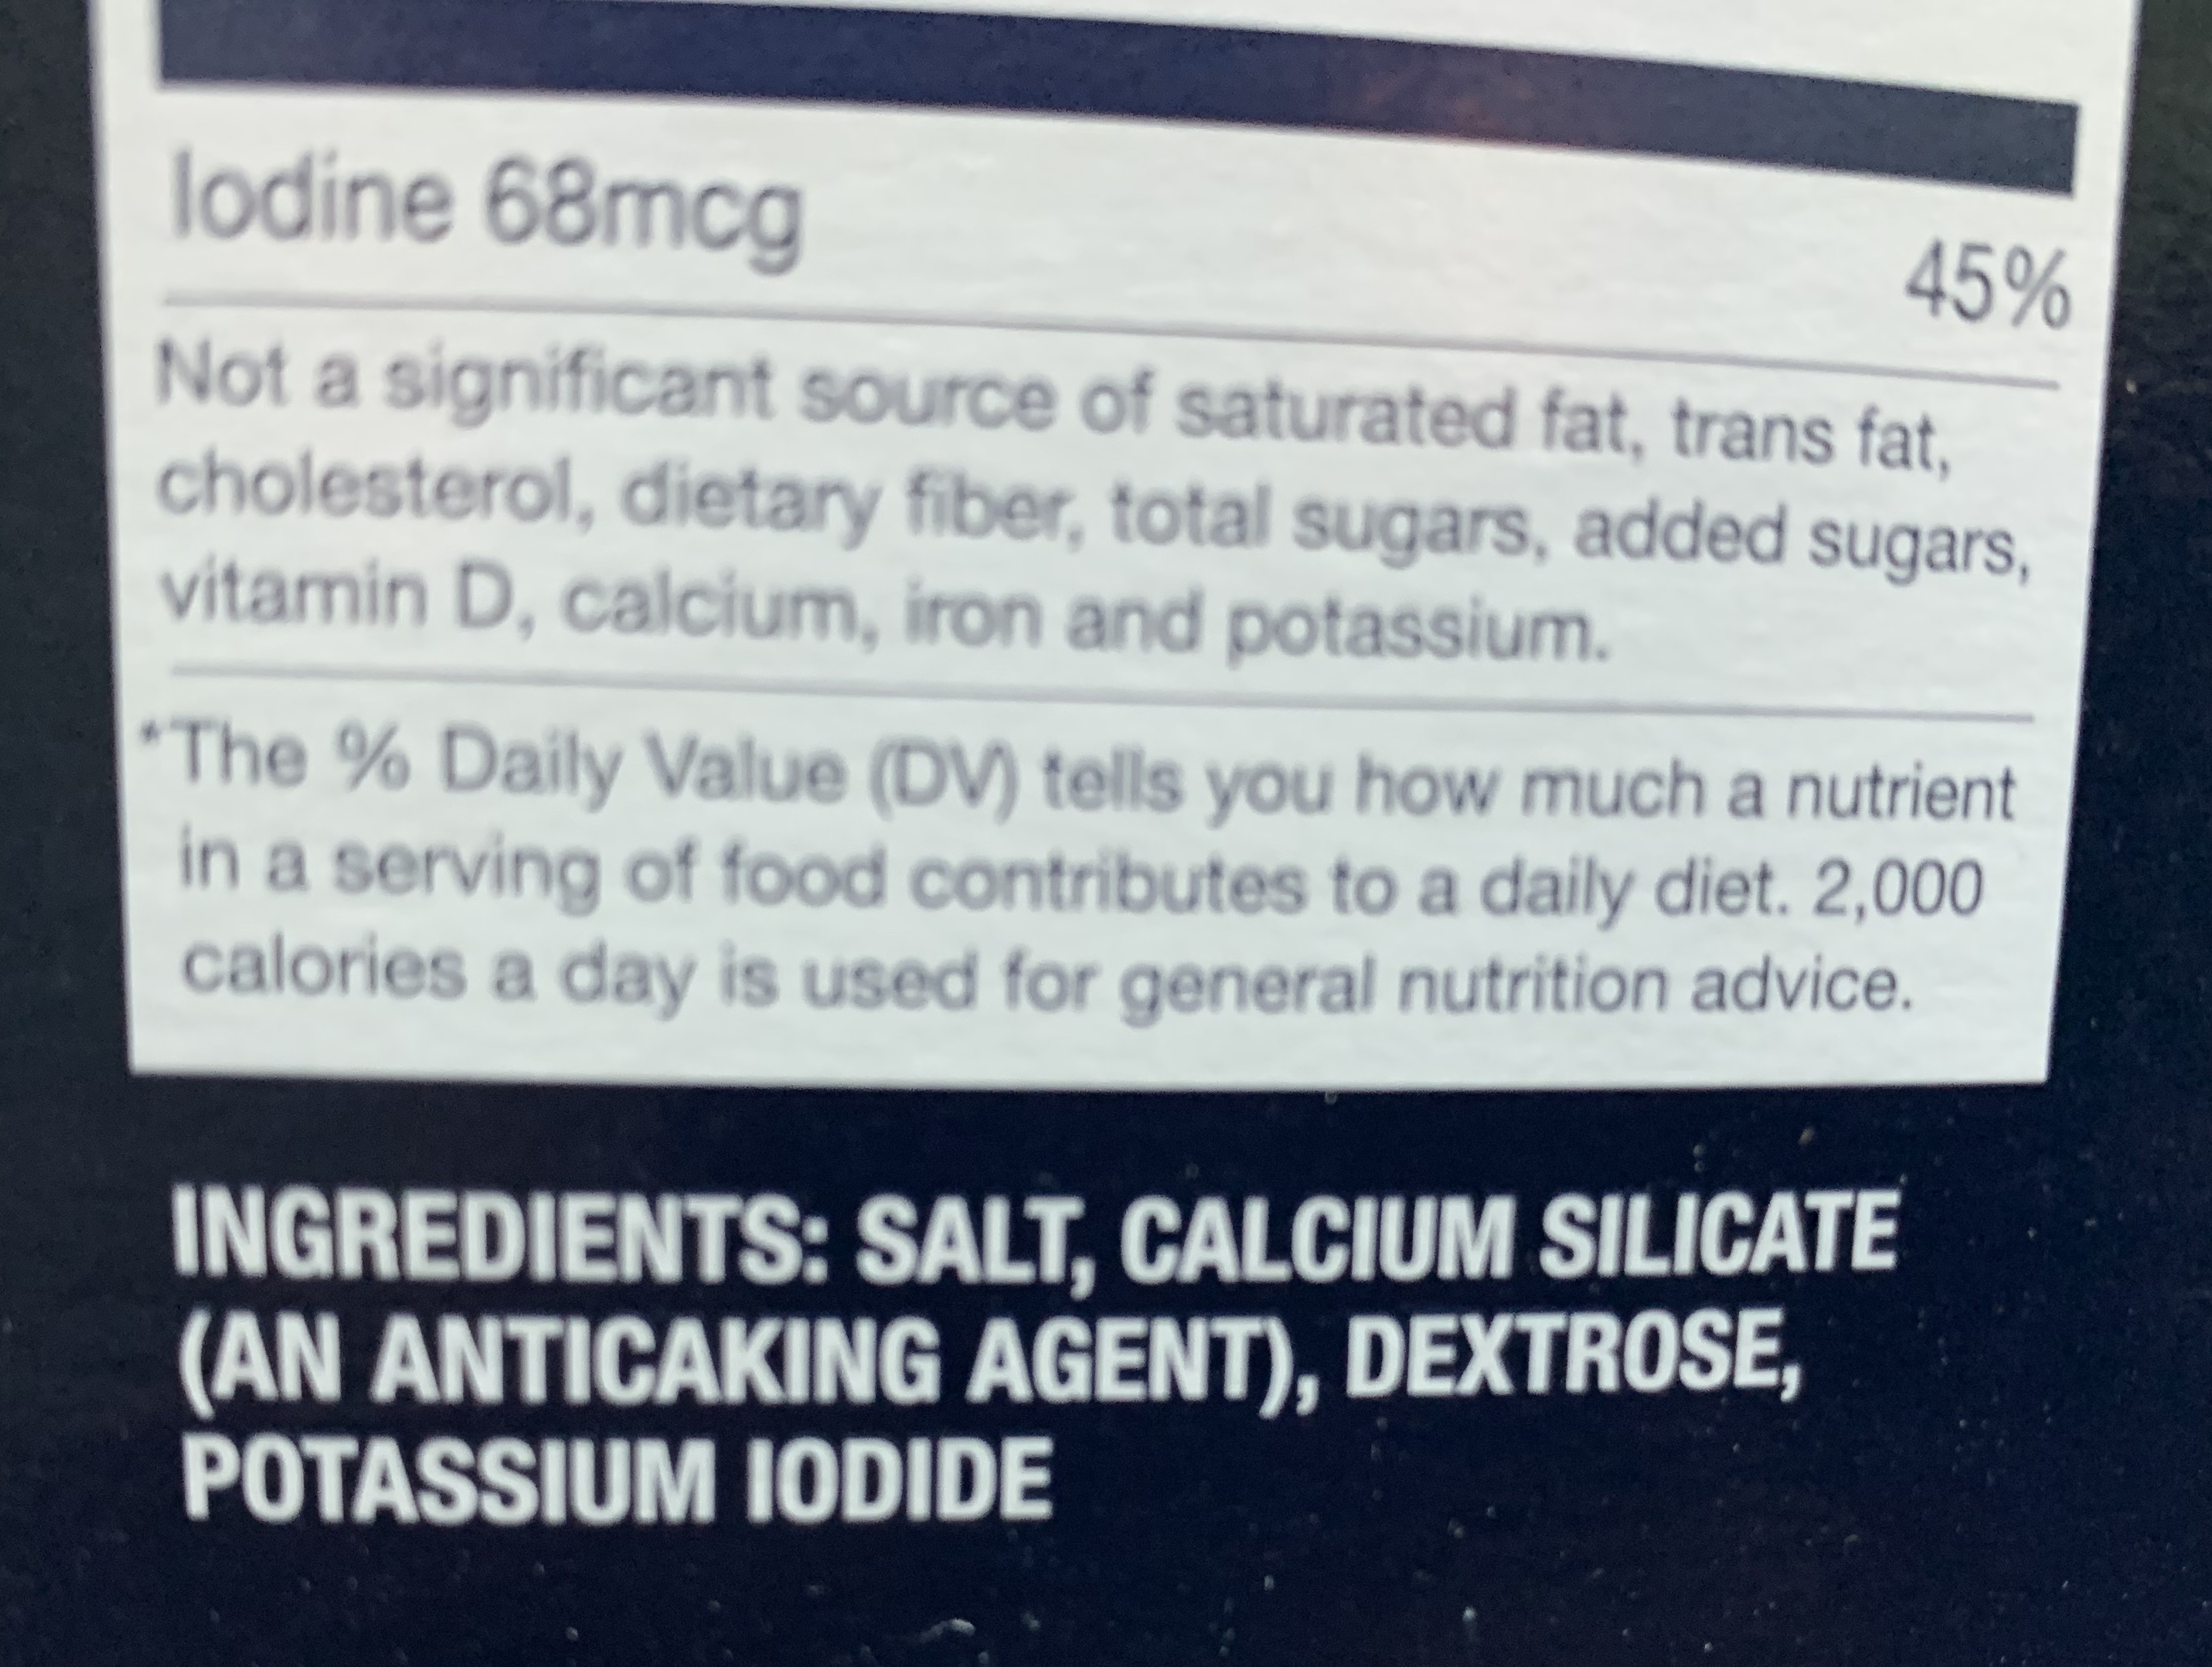 Iodine 68mcg 45%
Not a significant source of saturated fat, trans fat,
cholesterol, dietary fiber, total sugars, added sugars,
vitamin D, calcium, iron and potassium.
*The % Daily Value (DV) tells you how much a nutrient
in a serving of food contributes to a daily diet. 2,000
calories a day is used for general nutrition advice.
INGREDIENTS: SALT, CALCIUM SILICATE
(AN ANTICAKING AGENT), DEXTROSE,
POTASSIUM IODIDE